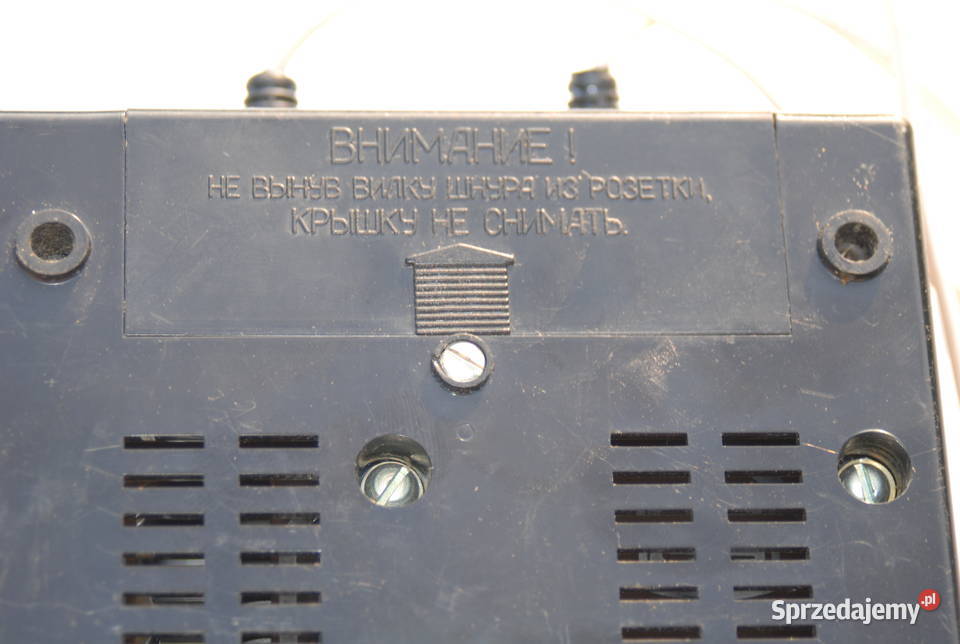 ВНИМАНИЕ!
НЕ ВЫНУВ ВИЛКУ ШНУРА ИЗ РОЗЕТКИ,
КРЫШКУ НЕ СНИМАТЬ.
Sprzedajemy.pl